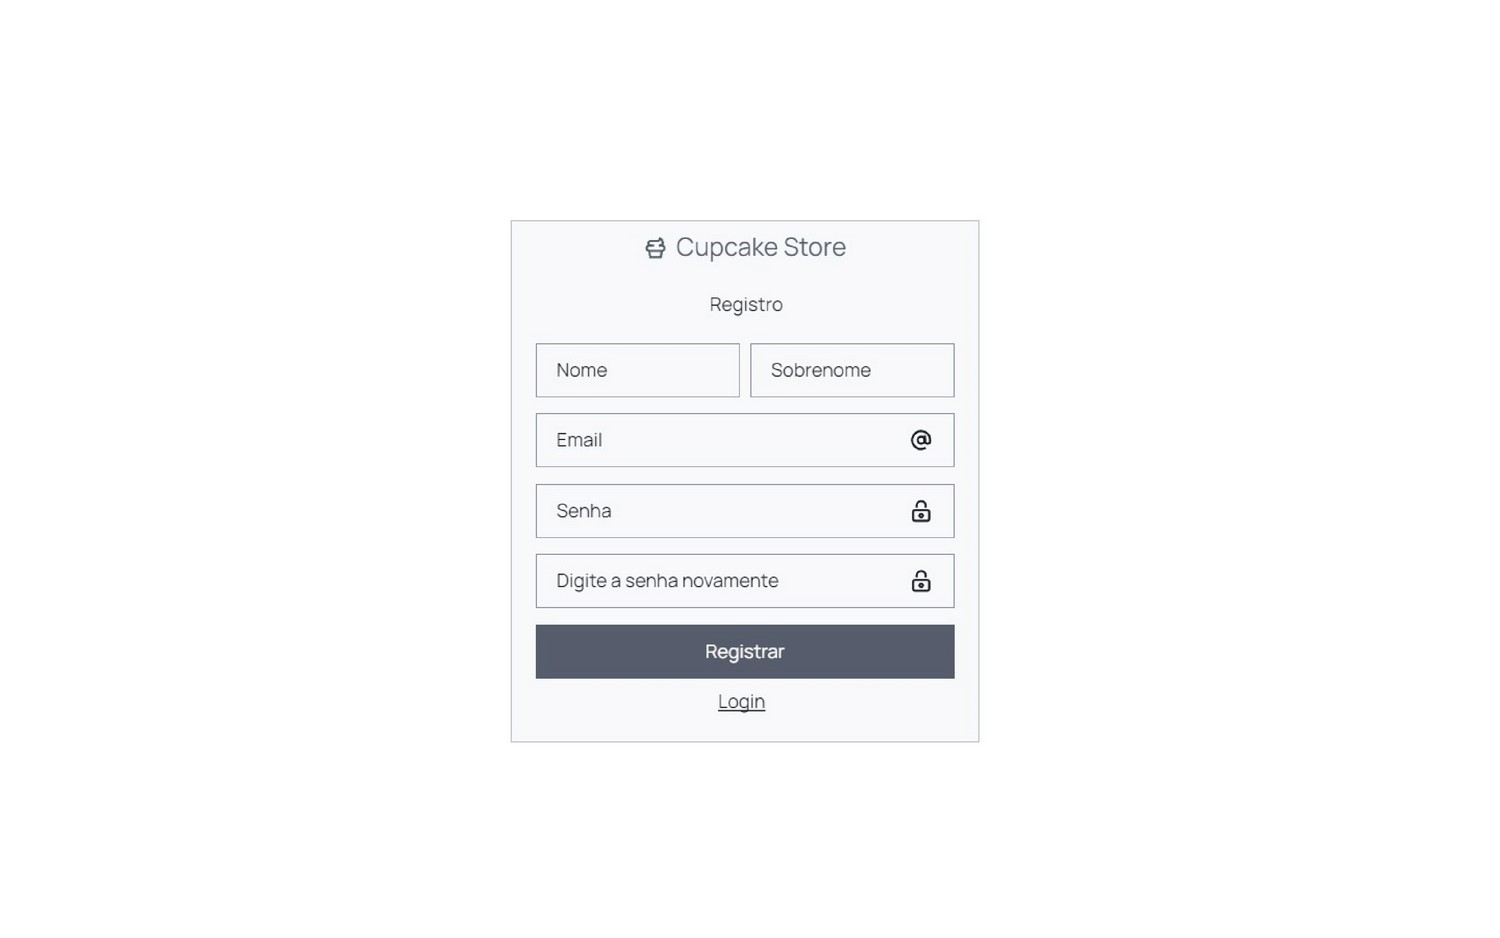 Cupcake Store
Registro
Nome Sobrenome
Email @
Senha
Digite a senha novamente
Registrar
Login